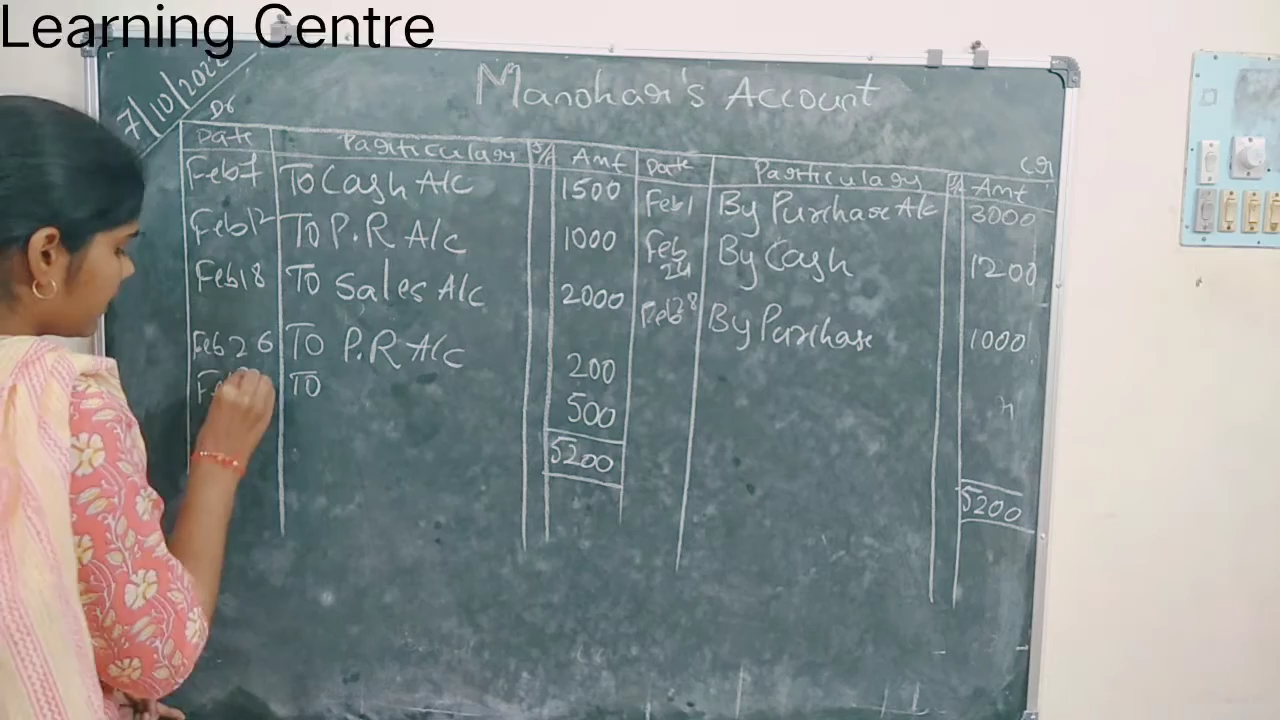 Learning Centre
7/10/2022
Manohar's Account
Dr
Cr
Date Particulars J/F Amt Date Particulars J/F Amt
Feb 7 To Cash A/c 1500 Feb 1 By Purchase A/c 3000
Feb 12 To P.R A/c 1000 Feb 24 By Cash 1200
Feb 18 To Sales A/c 2000 Feb 28 By Purchase 1000
Feb 26 To P.R A/c 200
To 500
5200 5200